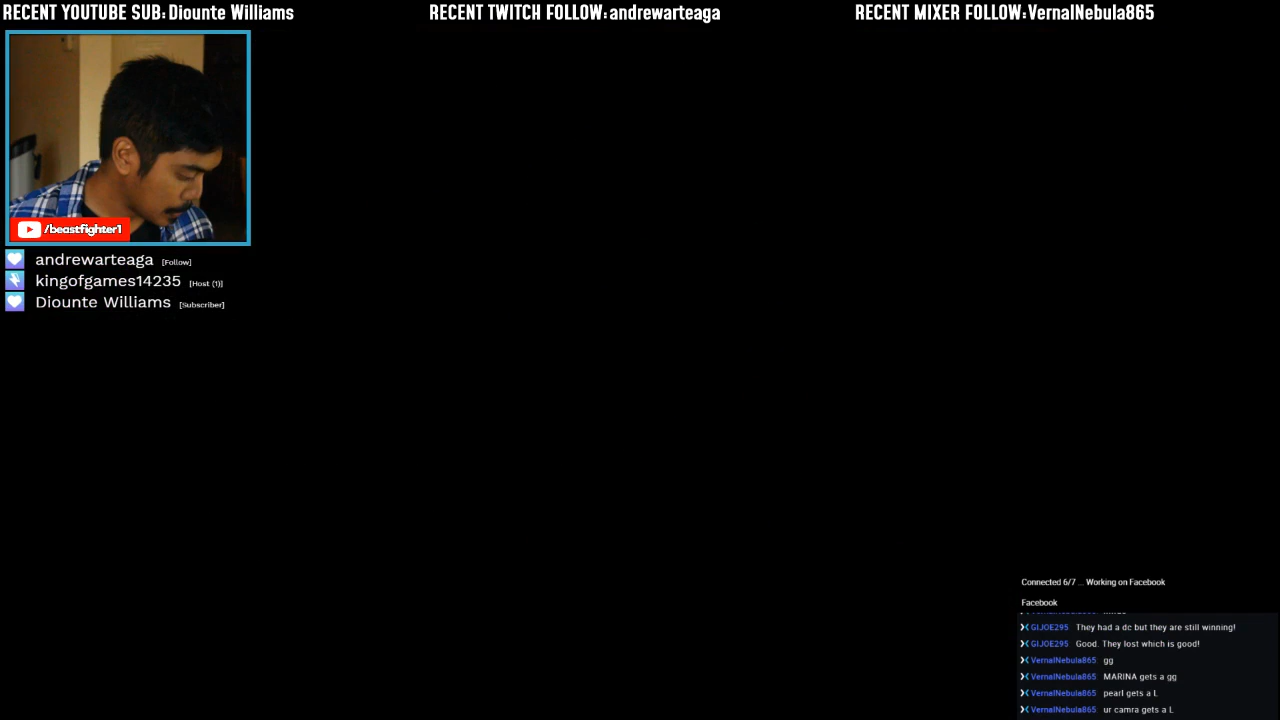 RECENT YOUTUBE SUB: Diounte Williams
RECENT TWITCH FOLLOW: andrewarteaga
RECENT MIXER FOLLOW: VernalNebula865
/beastfighter1
andrewarteaga [Follow]
kingofgames14235 [Host (1)]
Diounte Williams [Subscriber]
Connected 6/7 ... Working on Facebook
Facebook
GIJOE295 They had a dc but they are still winning!
GIJOE295 Good. They lost which is good!
VernalNebula865 gg
VernalNebula865 MARINA gets a gg
VernalNebula865 pearl gets a L
VernalNebula865 ur camra gets a L